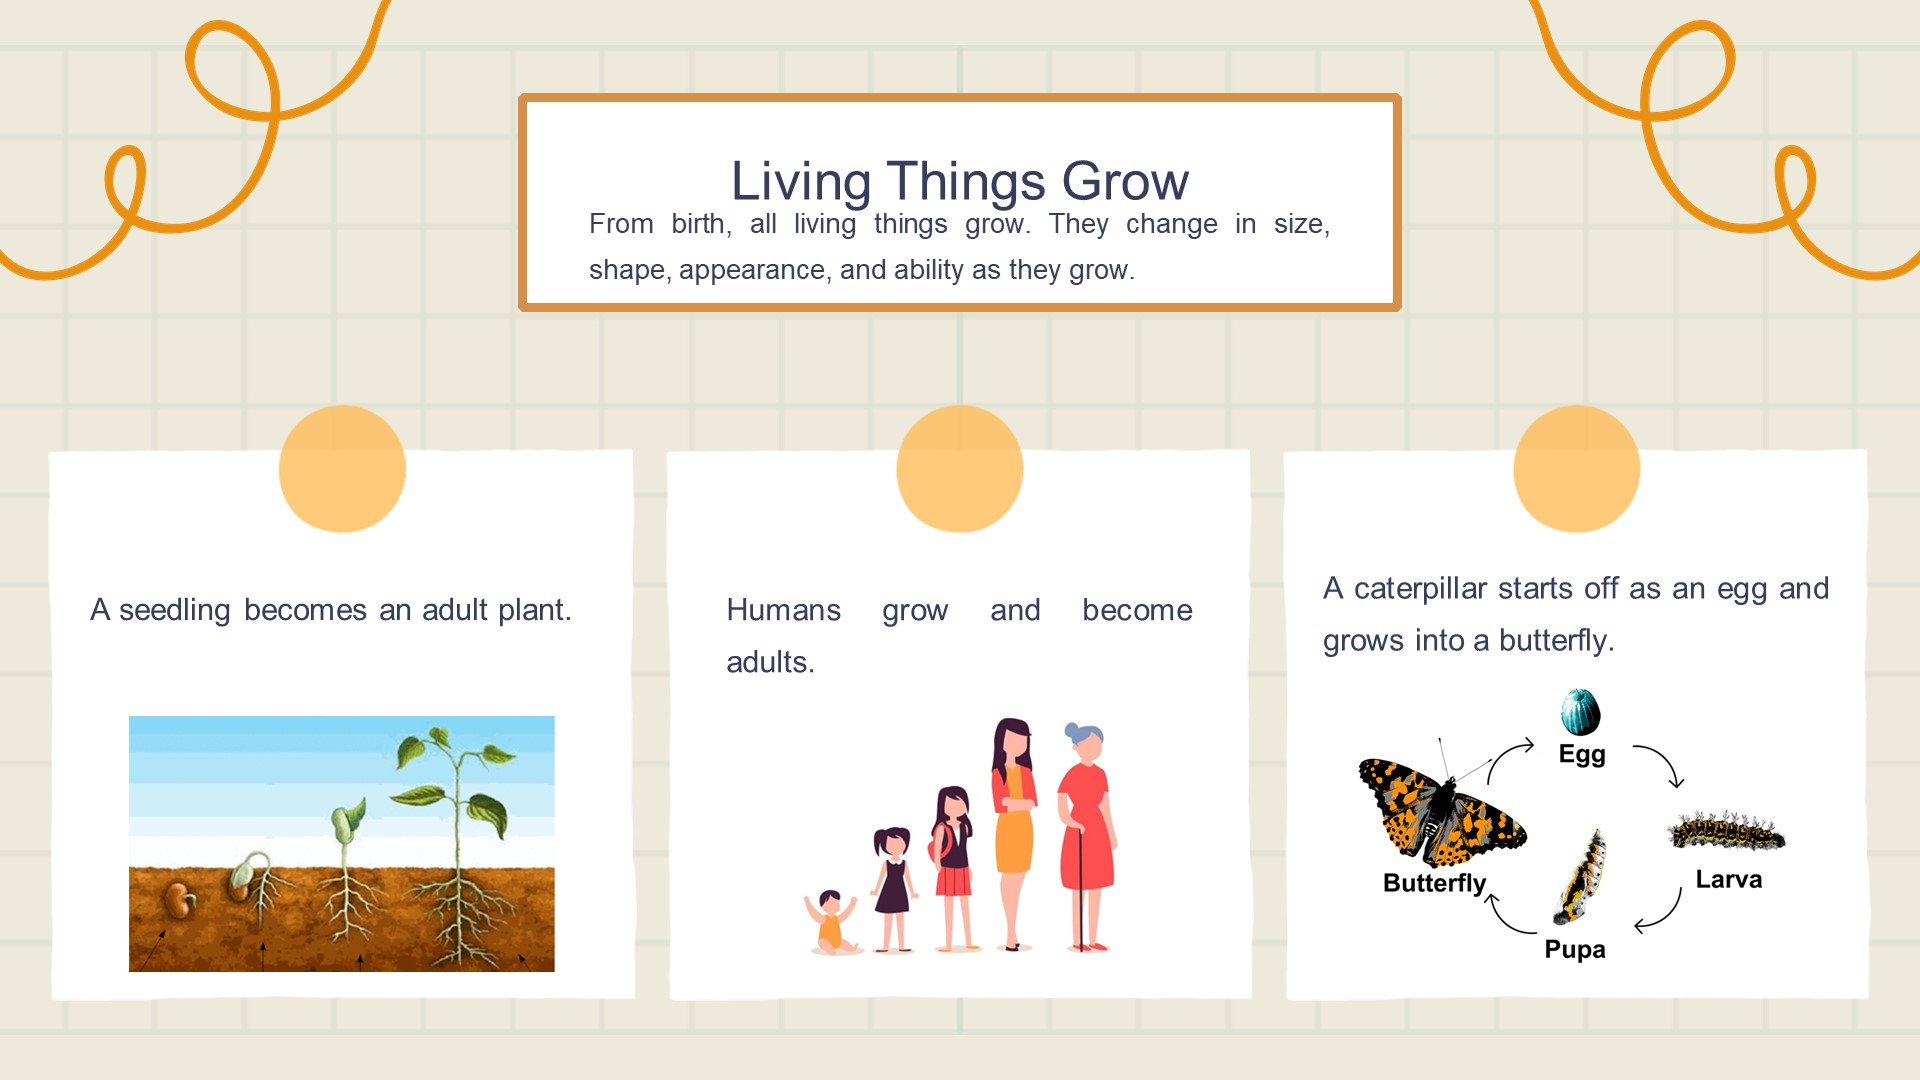 Living Things Grow
From birth, all living things grow. They change in size,
shape, appearance, and ability as they grow.
A seedling becomes an adult plant.
Humans grow and become
adults.
A caterpillar starts off as an egg and
grows into a butterfly.
Egg
Butterfly
Larva
Pupa